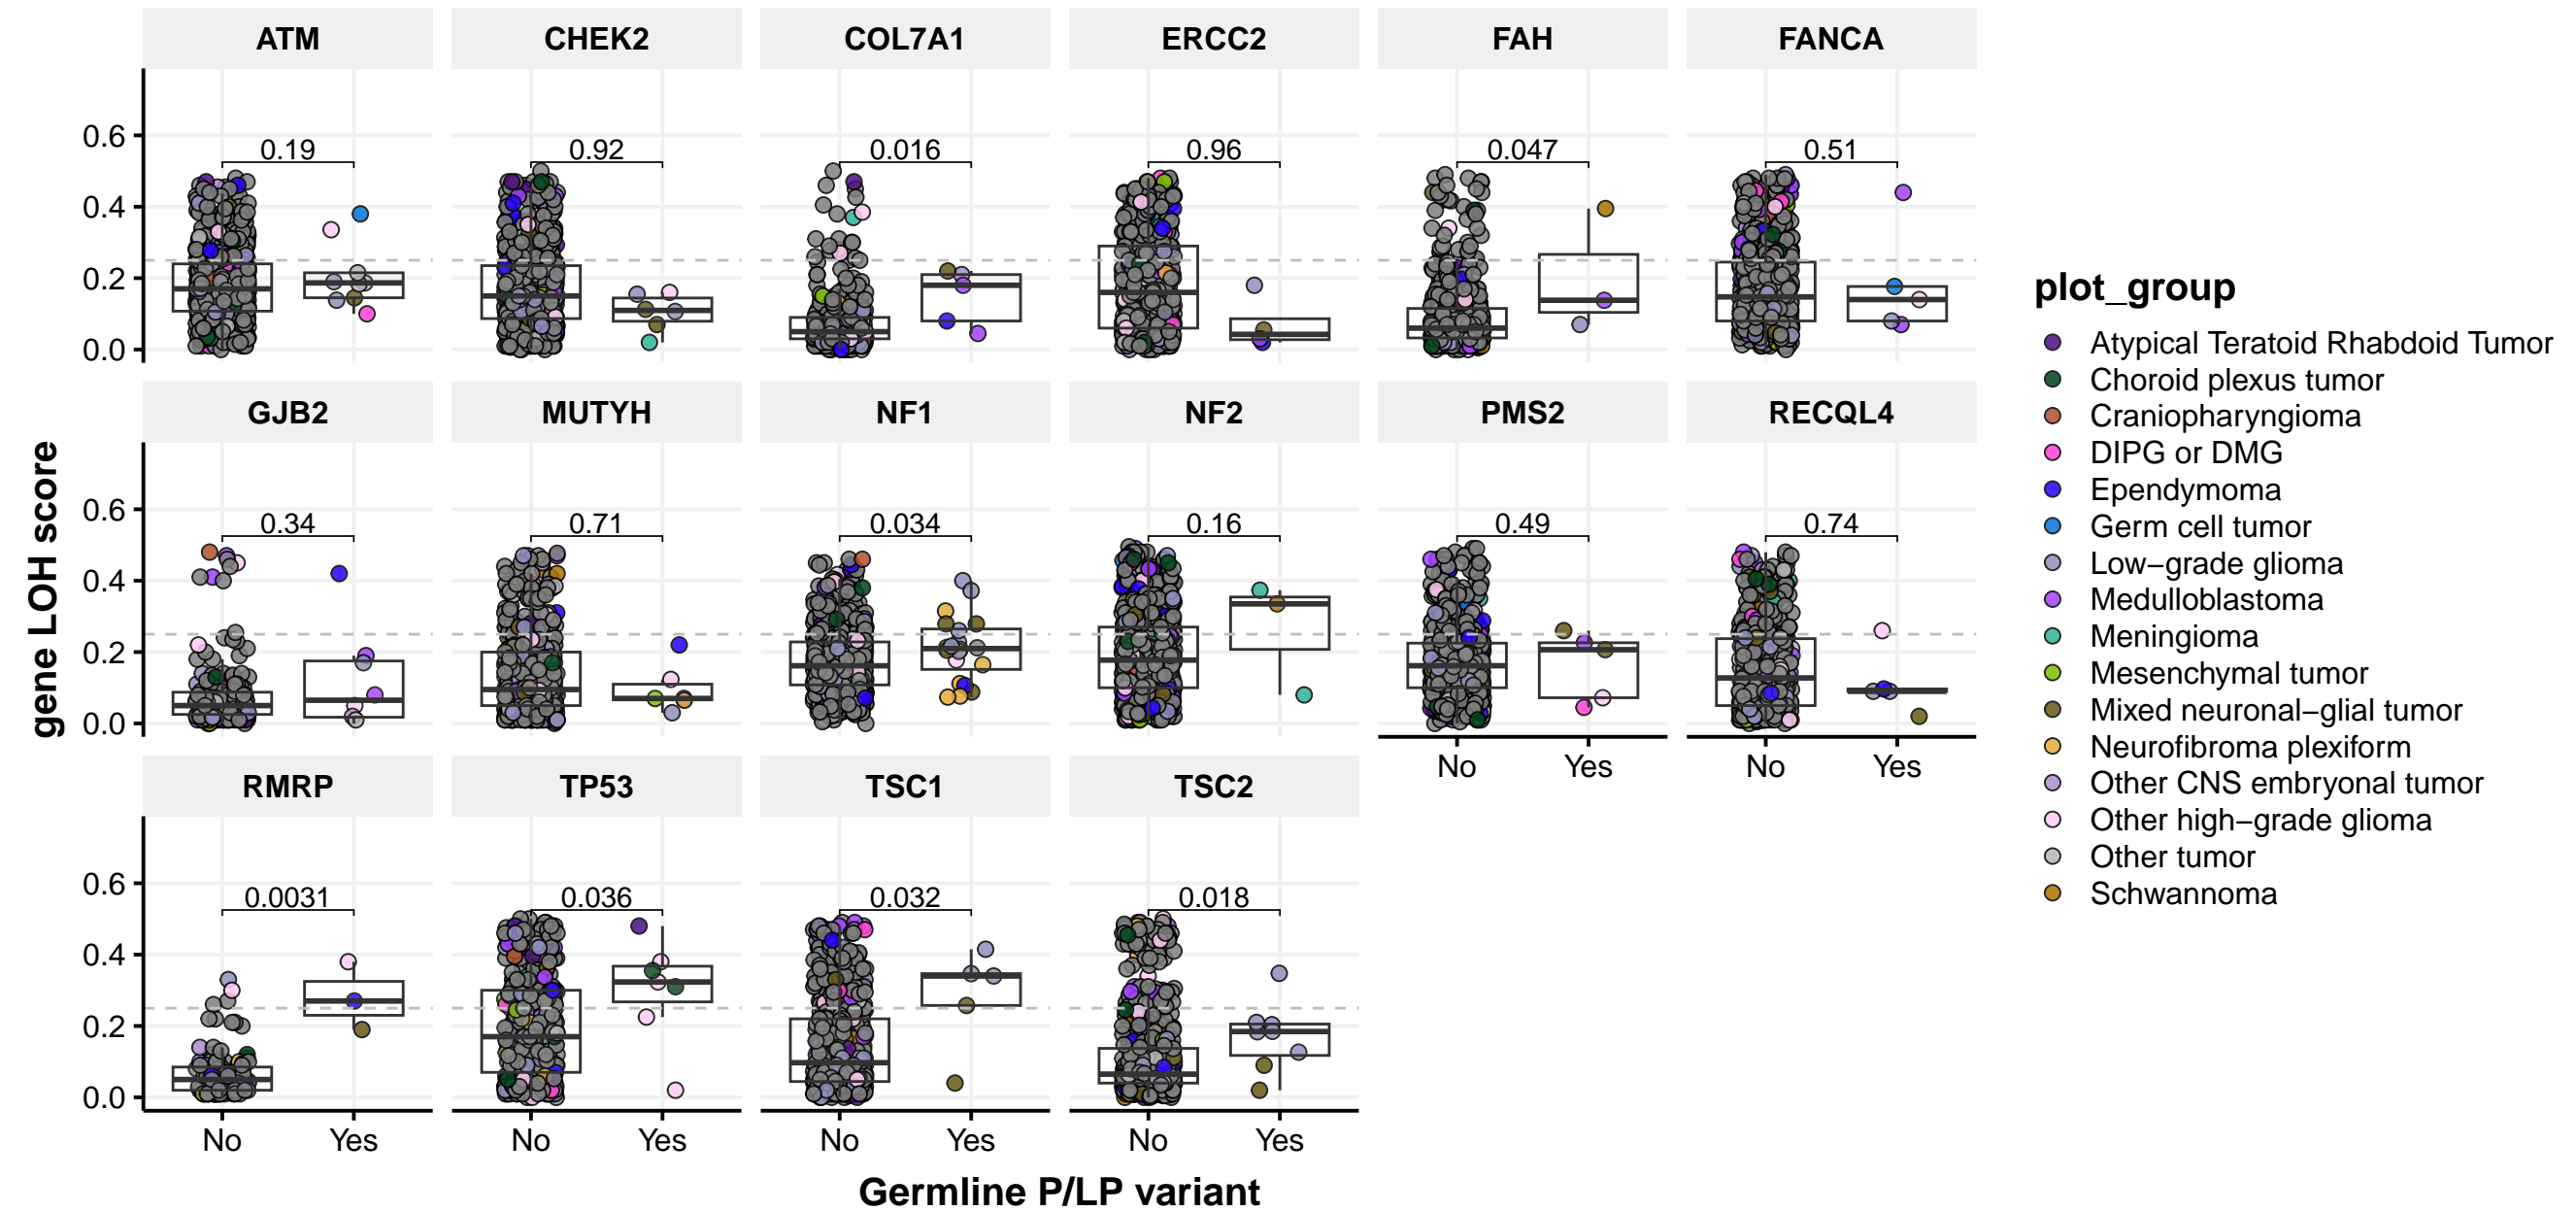 ATM CHEK2 COL7A1 ERCC2 FAH FANCA
0.6
0.4
0.2
0.0
0.19 0.92 0.016 0.96 0.047 0.51
GJB2 MUTYH NF1 NF2 PMS2 RECQL4
0.6
0.4
0.2
0.0
0.34 0.71 0.034 0.16 0.49 0.74
No Yes No Yes
RMRP TP53 TSC1 TSC2
0.6
0.4
0.2
0.0
0.0031 0.036 0.032 0.018
No Yes No Yes No Yes No Yes
gene LOH score
Germline P/LP variant
plot_group
Atypical Teratoid Rhabdoid Tumor
Choroid plexus tumor
Craniopharyngioma
DIPG or DMG
Ependymoma
Germ cell tumor
Low−grade glioma
Medulloblastoma
Meningioma
Mesenchymal tumor
Mixed neuronal−glial tumor
Neurofibroma plexiform
Other CNS embryonal tumor
Other high−grade glioma
Other tumor
Schwannoma